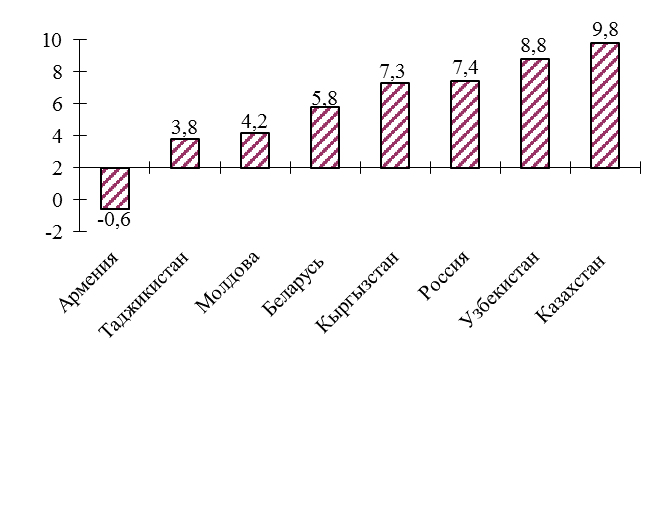 10
8
6
4
2
0
-2
-0,6
3,8
4,2
5,8
7,3
7,4
8,8
9,8
Армения
Таджикистан
Молдова
Беларусь
Кыргызстан
Россия
Узбекистан
Казахстан